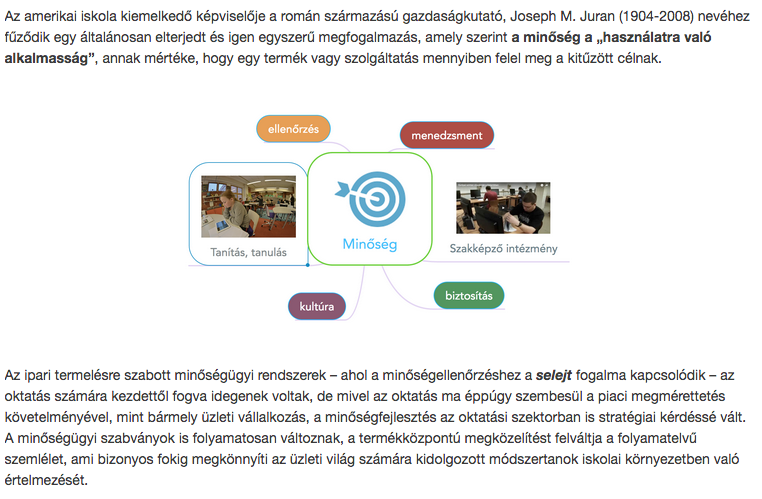 Az amerikai iskola kiemelkedő képviselője a román származású gazdaságkutató, Joseph M. Juran (1904-2008) nevéhez
fűződik egy általánosan elterjedt és igen egyszerű megfogalmazás, amely szerint a minőség a „használatra való
alkalmasság”, annak mértéke, hogy egy termék vagy szolgáltatás mennyiben felel meg a kitűzött célnak.
ellenőrzés
menedzsment
Minőség
Tanítás, tanulás
Szakképző intézmény
kultúra
biztosítás
Az ipari termelésre szabott minőségügyi rendszerek – ahol a minőségellenőrzéshez a selejt fogalma kapcsolódik – az
oktatás számára kezdettől fogva idegenek voltak, de mivel az oktatás ma éppúgy szembesül a piaci megmérettetés
követelményével, mint bármely üzleti vállalkozás, a minőségfejlesztés az oktatási szektorban is stratégiai kérdéssé vált.
A minőségügyi szabványok is folyamatosan változnak, a termékközpontú megközelítést felváltja a folyamatelvű
szemlélet, ami bizonyos fokig megkönnyíti az üzleti világ számára kidolgozott módszertanok iskolai környezetben való
értelmezését.